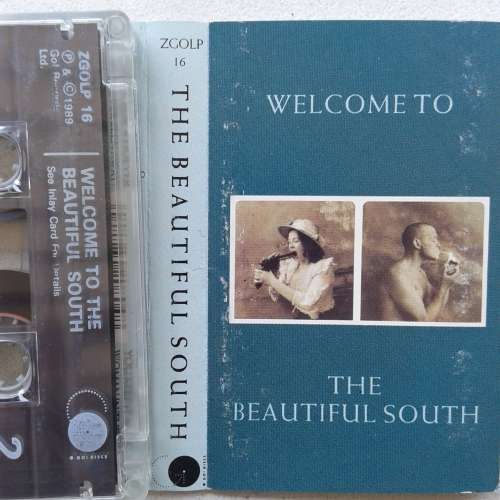 ZGOLP 16
℗ & © 1989
Go!
Ltd.
WELCOME TO THE
BEAUTIFUL SOUTH
See Inlay Card For Details
2
ZGOLP
16
THE BEAUTIFUL SOUTH
WELCOME TO
THE
BEAUTIFUL SOUTH